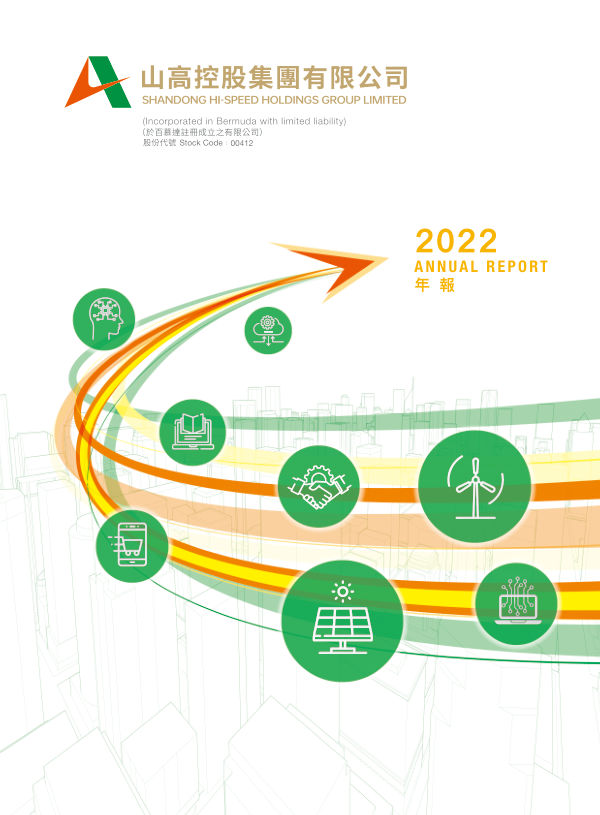 山高控股集團有限公司
SHANDONG HI-SPEED HOLDINGS GROUP LIMITED
(Incorporated in Bermuda with limited liability)
(於百慕達註冊成立之有限公司)
股份代號 Stock Code : 00412
2022
ANNUAL REPORT
年 報